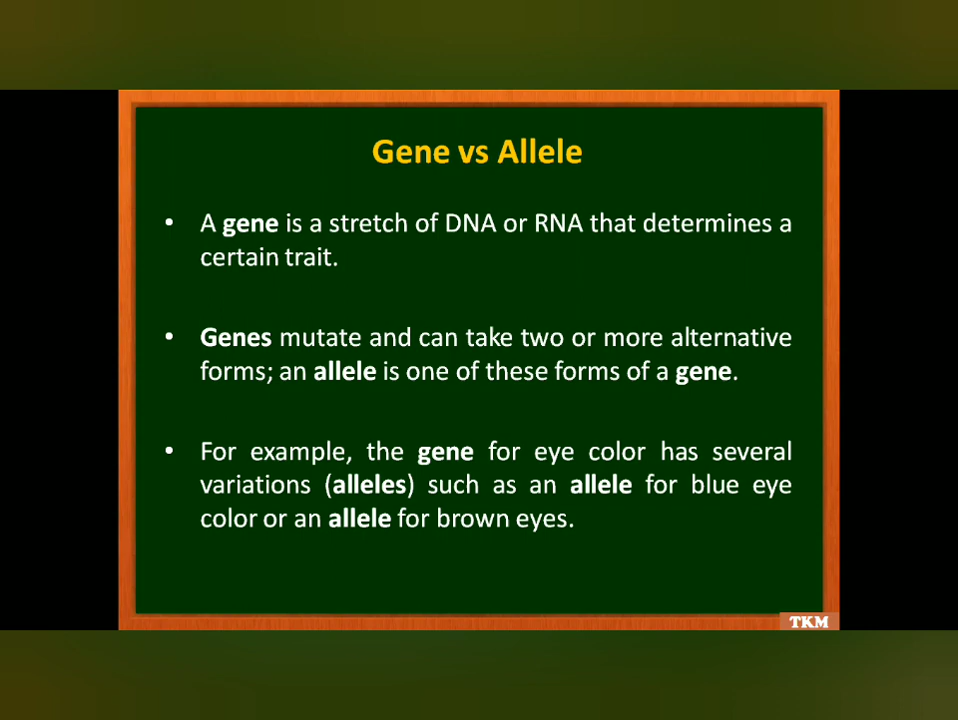 Gene vs Allele
• A gene is a stretch of DNA or RNA that determines a
certain trait.
• Genes mutate and can take two or more alternative
forms; an allele is one of these forms of a gene.
• For example, the gene for eye color has several
variations (alleles) such as an allele for blue eye
color or an allele for brown eyes.
TKM